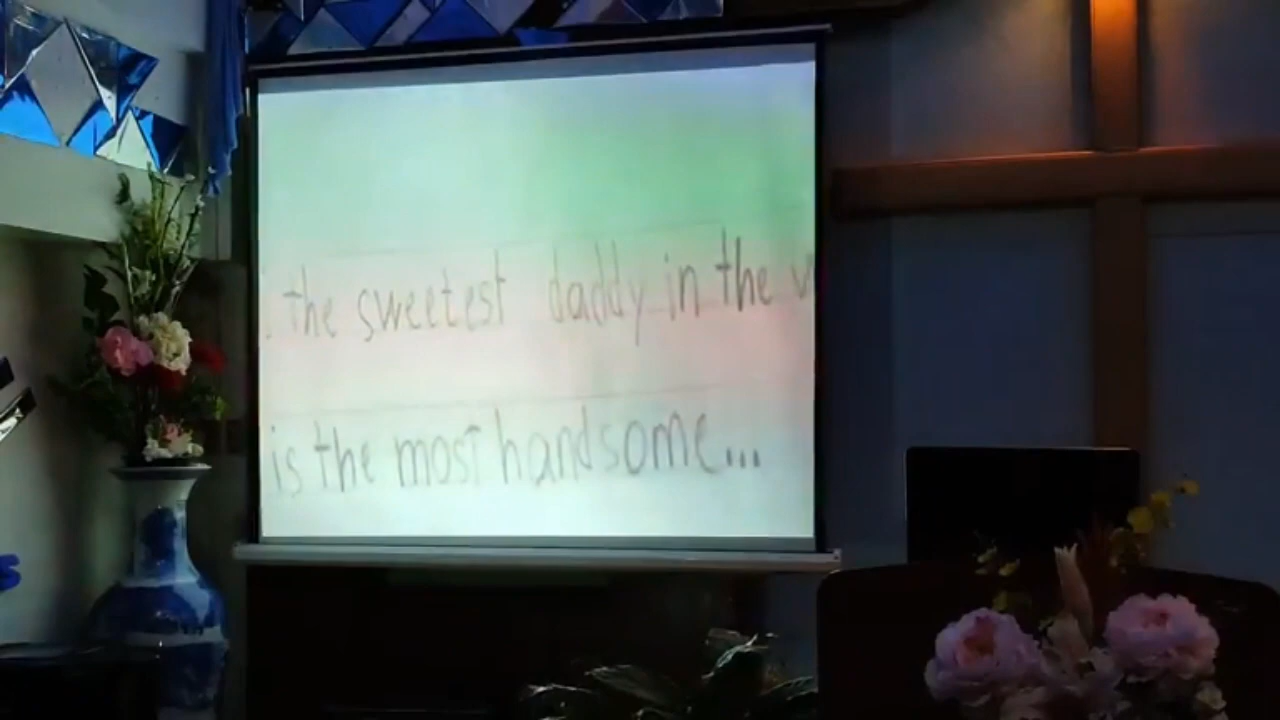 the sweetest daddy in the
is the most handsome...